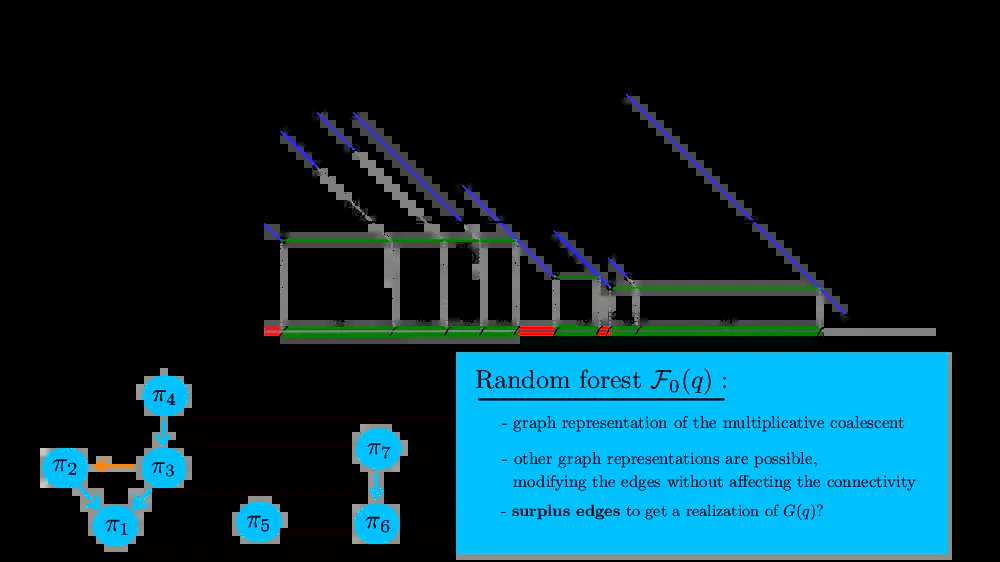 π4
π2
π3
π7
π1
π5
π6
Random forest ℱ0(q) :
- graph representation of the multiplicative coalescent
- other graph representations are possible,
modifying the edges without affecting the connectivity
- surplus edges to get a realization of G(q)?